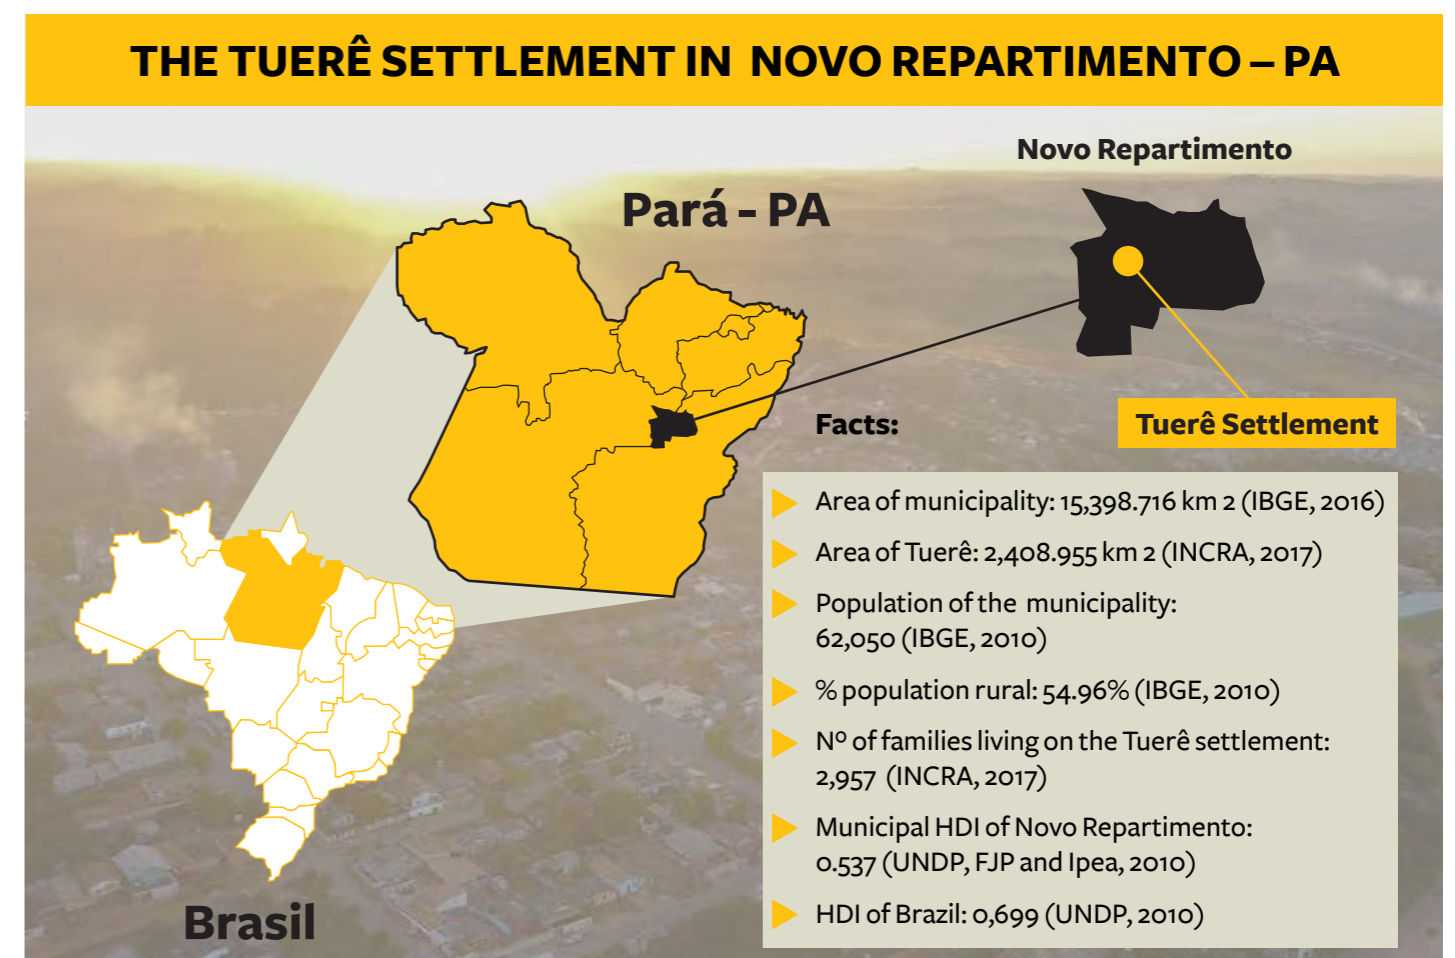 THE TUERÊ SETTLEMENT IN NOVO REPARTIMENTO – PA
Novo Repartimento
Pará - PA
Tuerê Settlement
Facts:
Area of municipality: 15,398.716 km 2 (IBGE, 2016)
Area of Tuerê: 2,408.955 km 2 (INCRA, 2017)
Population of the municipality:
62,050 (IBGE, 2010)
% population rural: 54.96% (IBGE, 2010)
Nº of families living on the Tuerê settlement:
2,957 (INCRA, 2017)
Municipal HDI of Novo Repartimento:
0.537 (UNDP, FJP and Ipea, 2010)
HDI of Brazil: 0,699 (UNDP, 2010)
Brasil